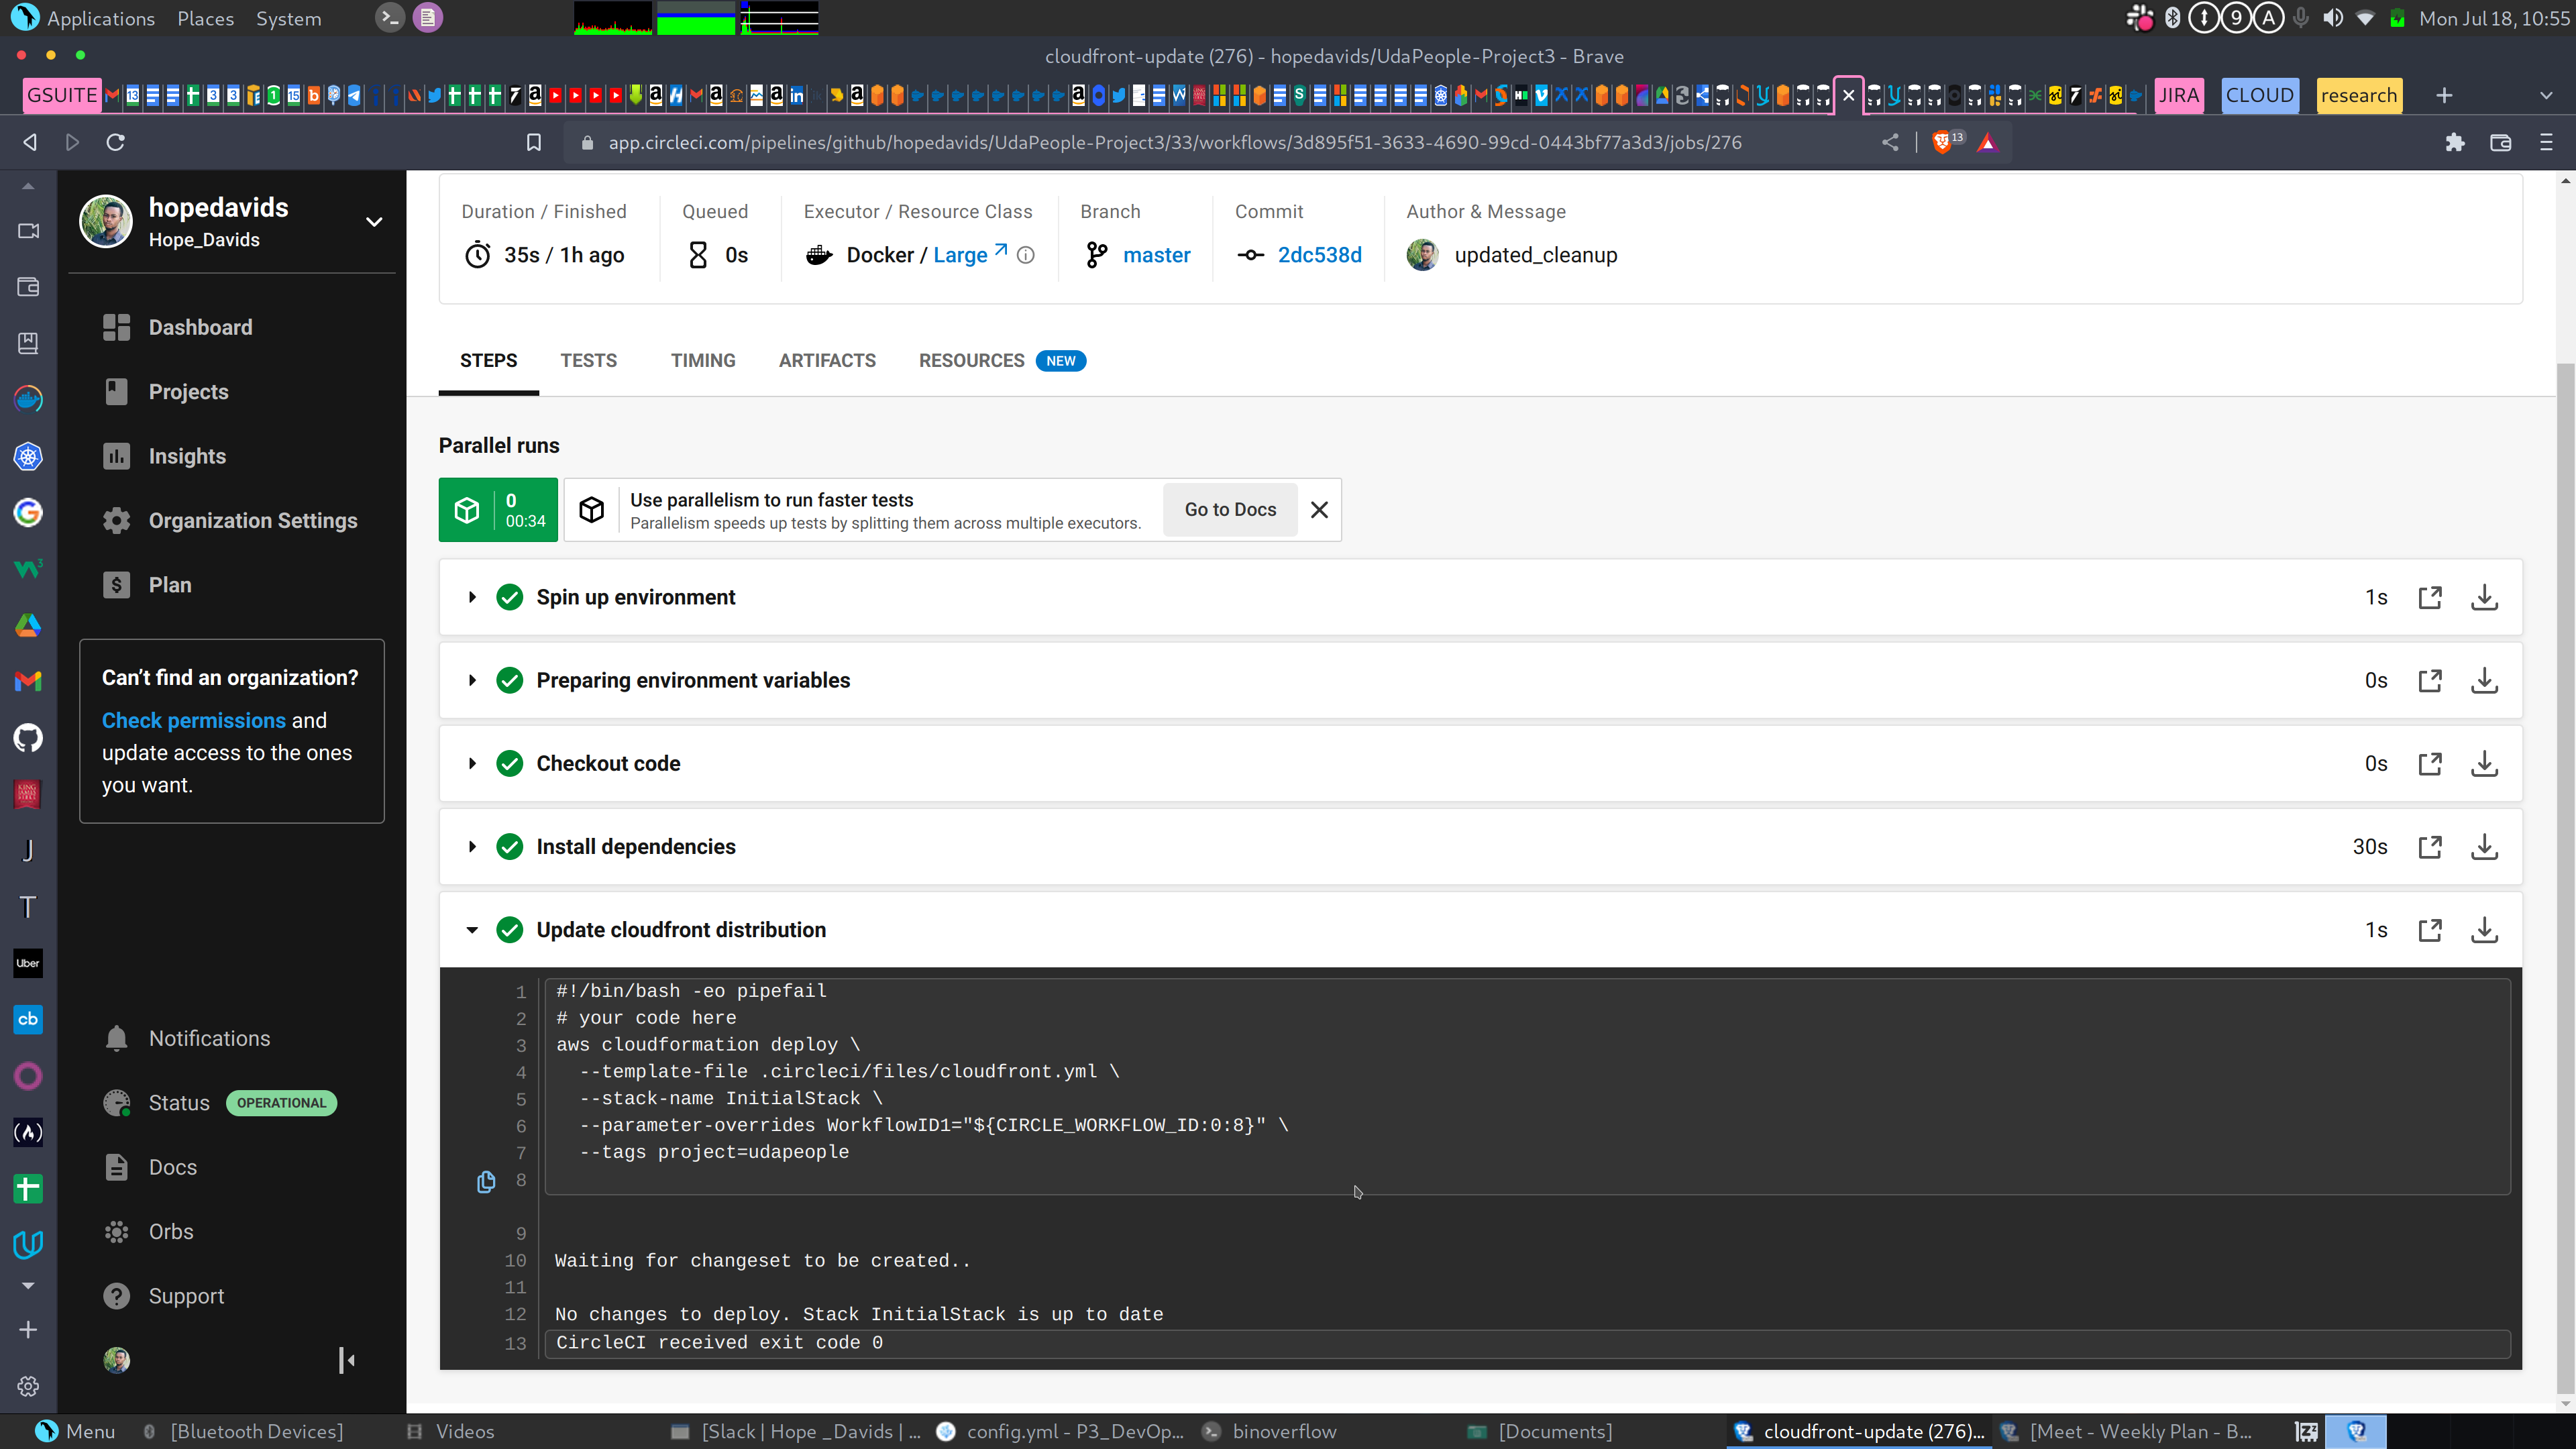 Applications Places System
9 A Mon Jul 18, 10:55
cloudfront-update (276) - hopedavids/UdaPeople-Project3 - Brave
GSUITE JIRA CLOUD research
app.circleci.com/pipelines/github/hopedavids/UdaPeople-Project3/33/workflows/3d895f51-3633-4690-99cd-0443bf77a3d3/jobs/276
13
hopedavids
Hope_Davids
Dashboard
Projects
Insights
Organization Settings
Plan
Can't find an organization?
Check permissions and
update access to the ones
you want.
Notifications
Status OPERATIONAL
Docs
Orbs
Support
J
T
Uber
cb
Duration / Finished
35s / 1h ago
Queued
0s
Executor / Resource Class
Docker / Large
Branch
master
Commit
2dc538d
Author & Message
updated_cleanup
STEPS TESTS TIMING ARTIFACTS RESOURCES NEW
Parallel runs
0
00:34
Use parallelism to run faster tests
Parallelism speeds up tests by splitting them across multiple executors.
Go to Docs
Spin up environment 1s
Preparing environment variables 0s
Checkout code 0s
Install dependencies 30s
Update cloudfront distribution 1s
1 #!/bin/bash -eo pipefail
2 # your code here
3 aws cloudformation deploy \
4 --template-file .circleci/files/cloudfront.yml \
5 --stack-name InitialStack \
6 --parameter-overrides WorkflowID1="${CIRCLE_WORKFLOW_ID:0:8}" \
7 --tags project=udapeople
8
9
10 Waiting for changeset to be created..
11
12 No changes to deploy. Stack InitialStack is up to date
13 CircleCI received exit code 0
Menu [Bluetooth Devices] Videos [Slack | Hope _Davids | ... config.yml - P3_DevOp... binoverflow [Documents] cloudfront-update (276)... [Meet - Weekly Plan - B...